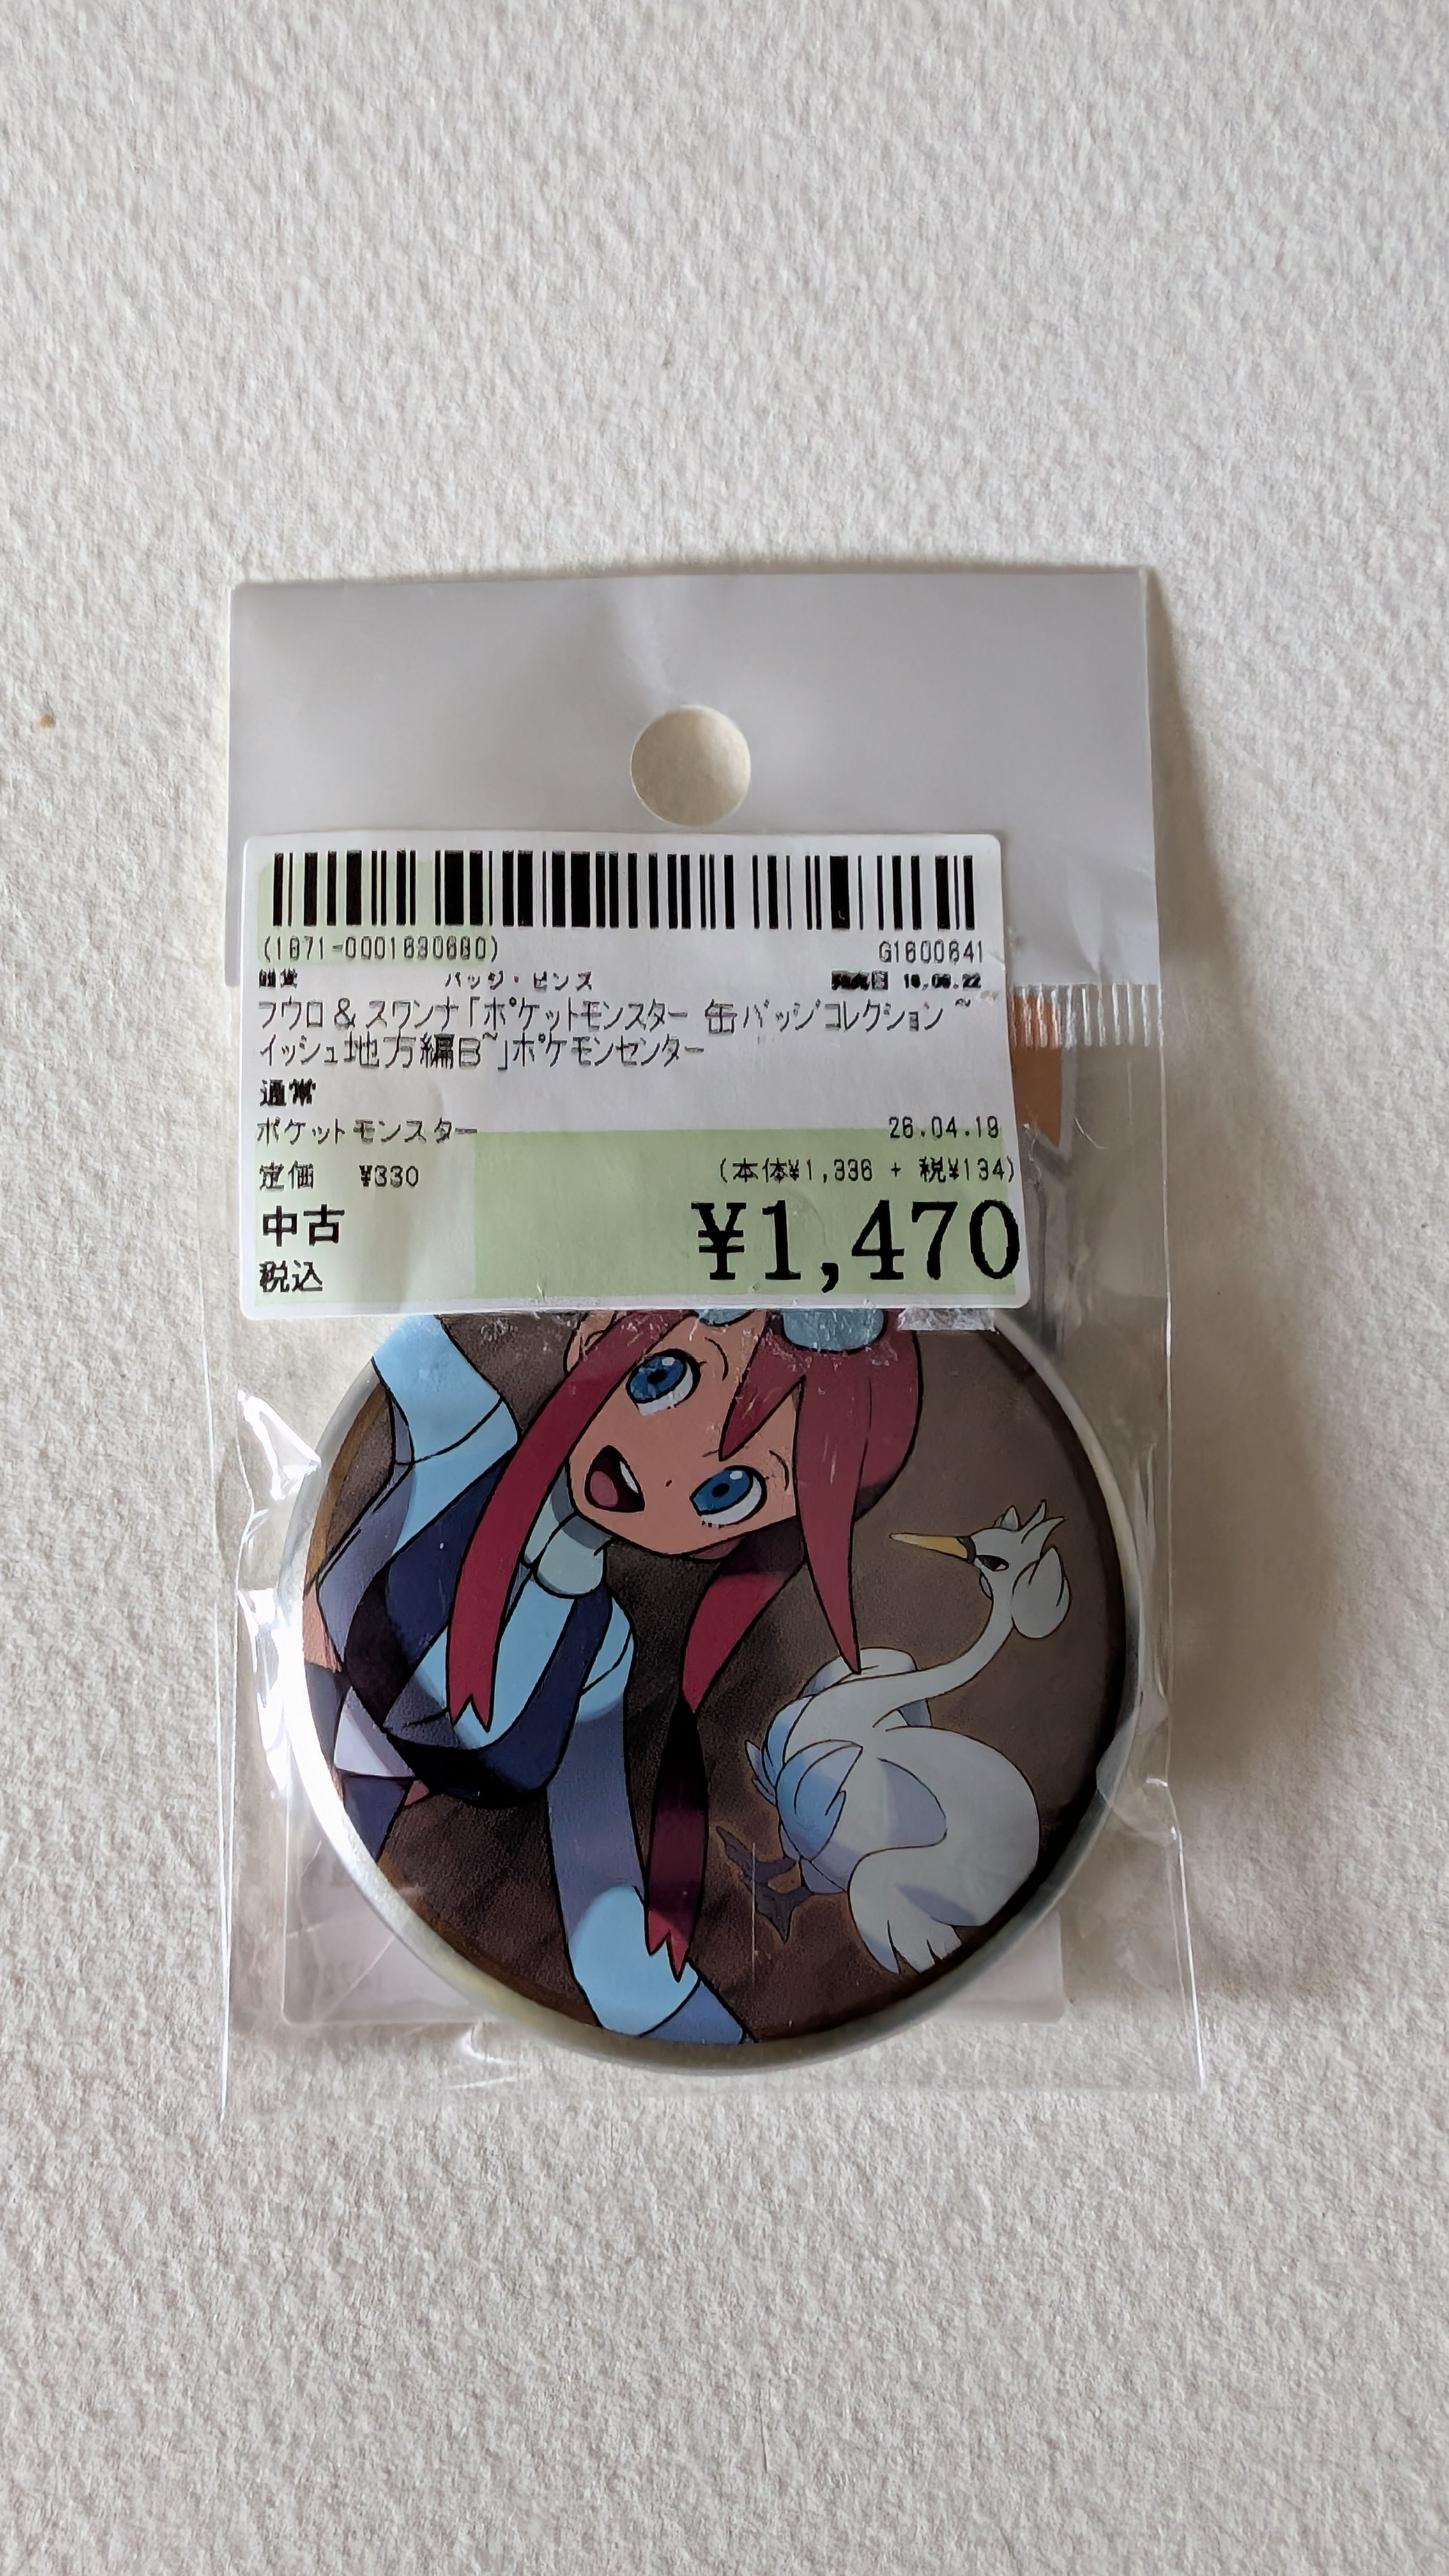 (1871-0001630680) G1600641
雑貨 バッジ・ピンズ 発売日 18.08.22
フウロ & スワンナ「ポケットモンスター 缶バッジコレクション ~
イッシュ地方編B~」ポケモンセンター
通常
ポケットモンスター 26.04.19
定価 ¥330 (本体¥1,336 + 税¥134)
中古 ¥1,470
税込